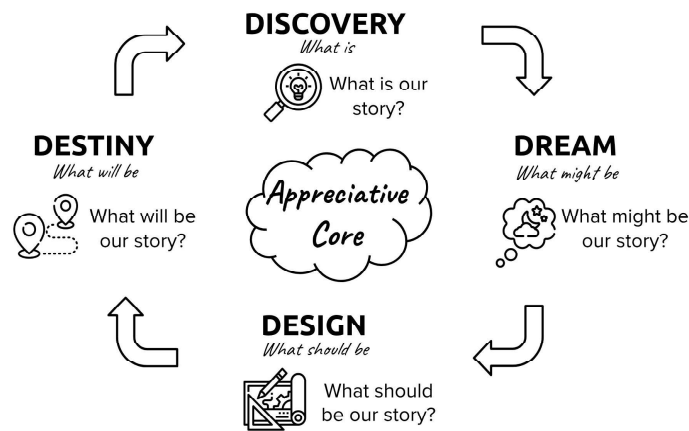 DISCOVERY
What is
What is our
story?
DESTINY
What will be
What will be
our story?
DREAM
What might be
What might be
our story?
Appreciative
Core
DESIGN
What should be
What should
be our story?